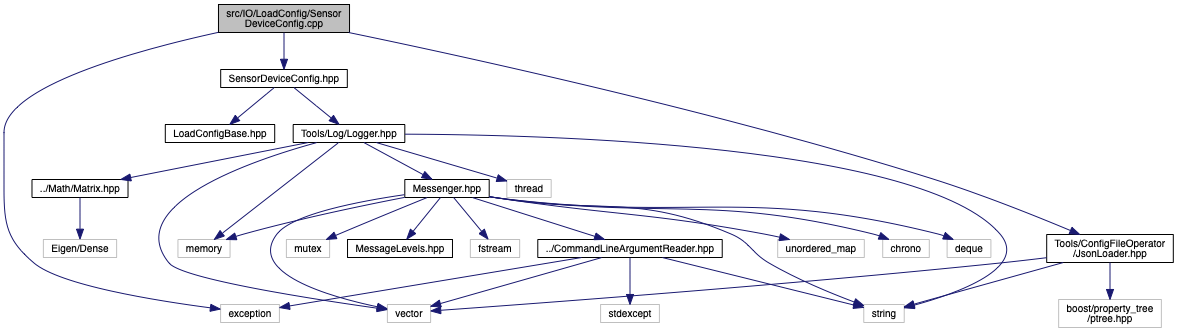 src/IO/LoadConfig/Sensor
DeviceConfig.cpp
SensorDeviceConfig.hpp
LoadConfigBase.hpp
Tools/Log/Logger.hpp
../Math/Matrix.hpp
Messenger.hpp
thread
Eigen/Dense
memory
mutex
MessageLevels.hpp
fstream
../CommandLineArgumentReader.hpp
unordered_map
chrono
deque
Tools/ConfigFileOperator
/JsonLoader.hpp
exception
vector
stdexcept
string
boost/property_tree
/ptree.hpp